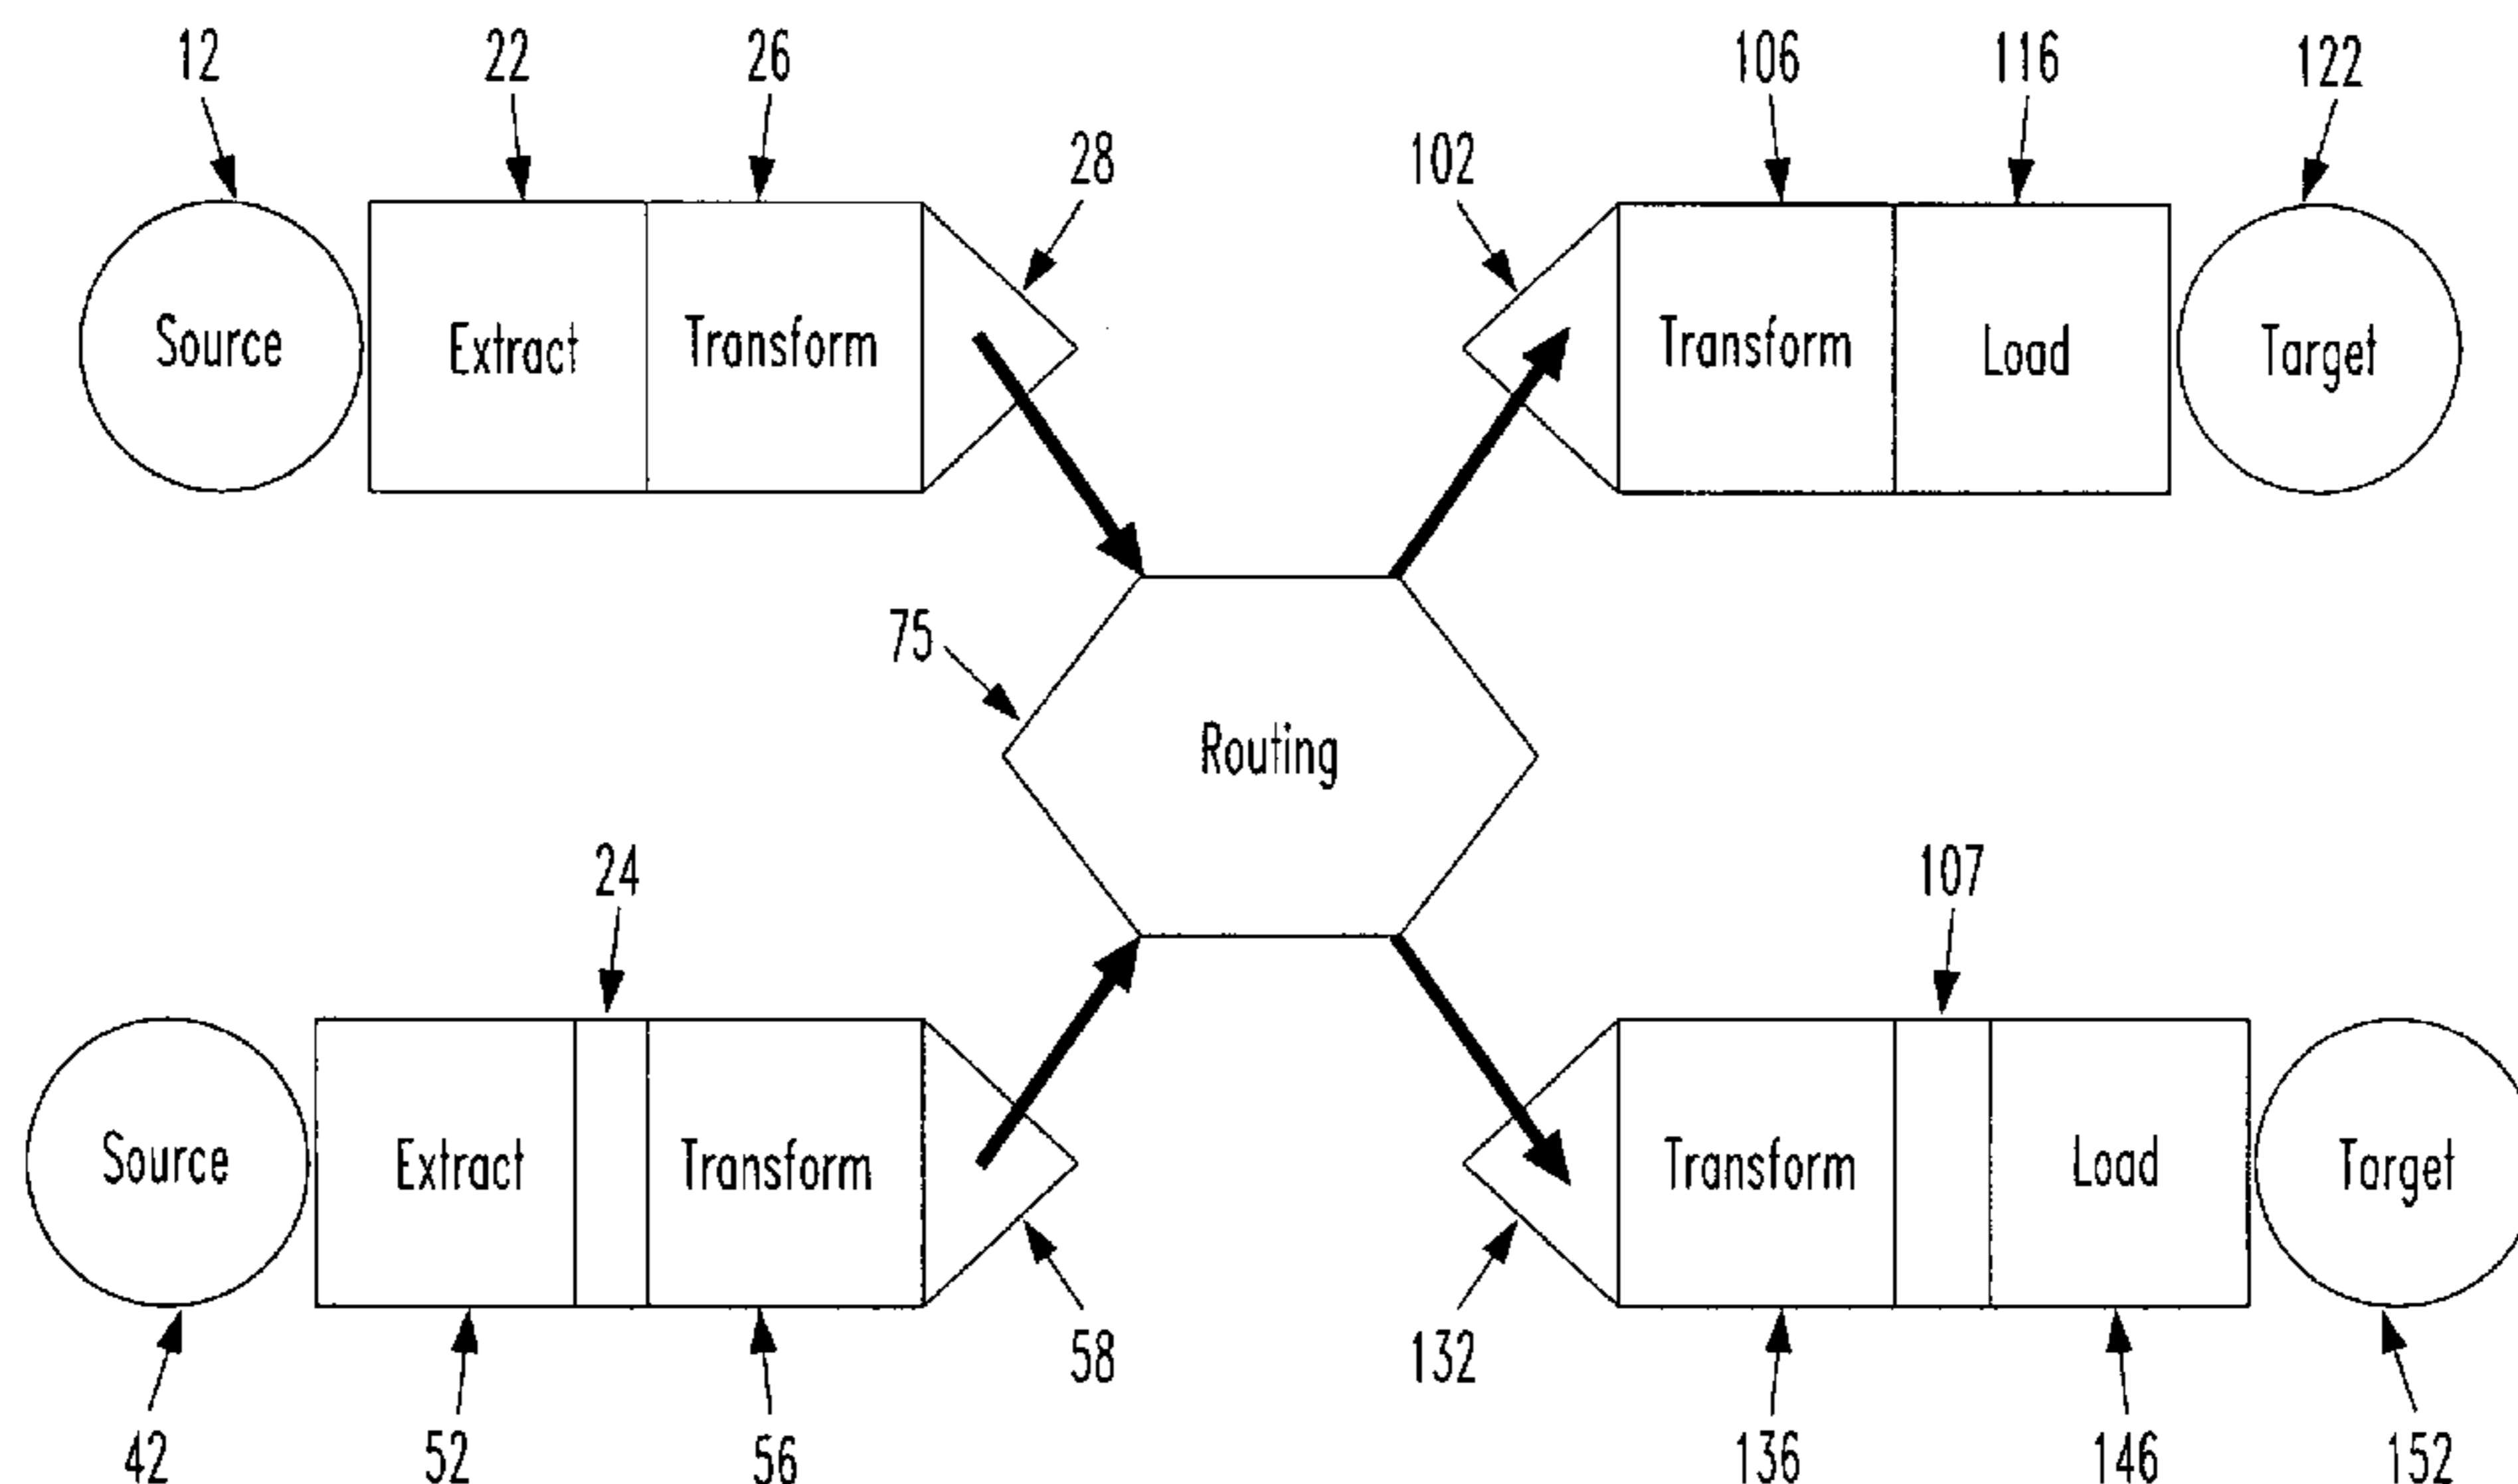 12 22 26 106 116 122
28 102
Source Extract Transform Transform Load Target
75
Routing
24 107
Source Extract Transform Transform Load Target
58 132
42 52 56 136 146 152